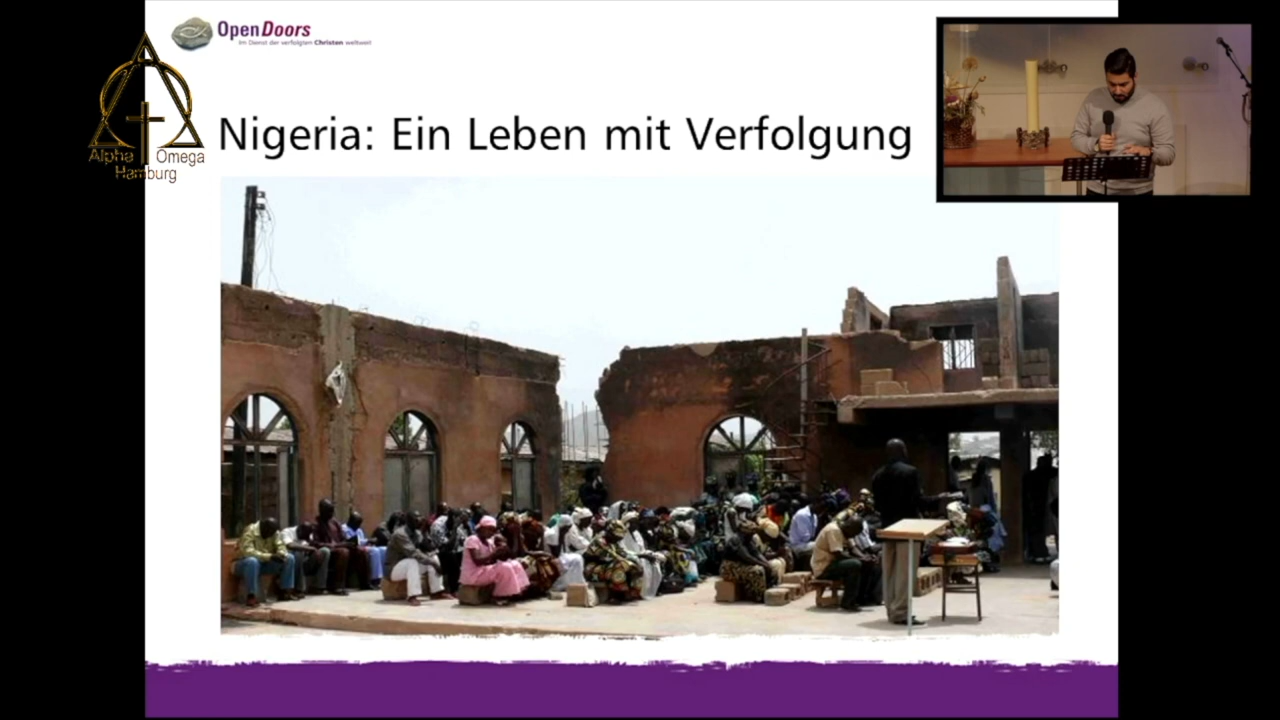 OpenDoors
Im Dienst der verfolgten Christen weltweit
Alpha Omega
Hamburg
Nigeria: Ein Leben mit Verfolgung